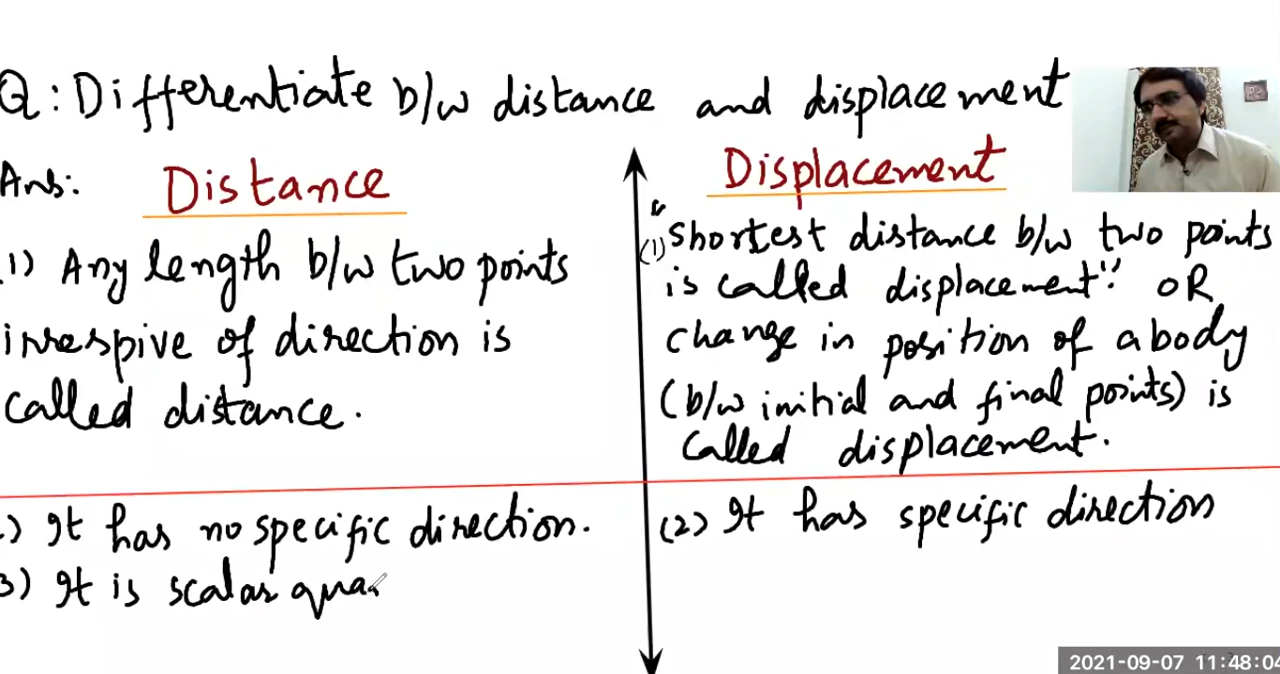 Q: Differentiate b/w distance and displacement
Ans:
Distance
1) Any length b/w two points
irrespive of direction is
called distance.
) It has no specific direction.
3) It is scalar qua
Displacement
"
(1) Shortest distance b/w two points
is called displacement". OR
change in position of a body
(b/w initial and final points) is
called displacement.
(2) It has specific direction
2021-09-07 11:48:04